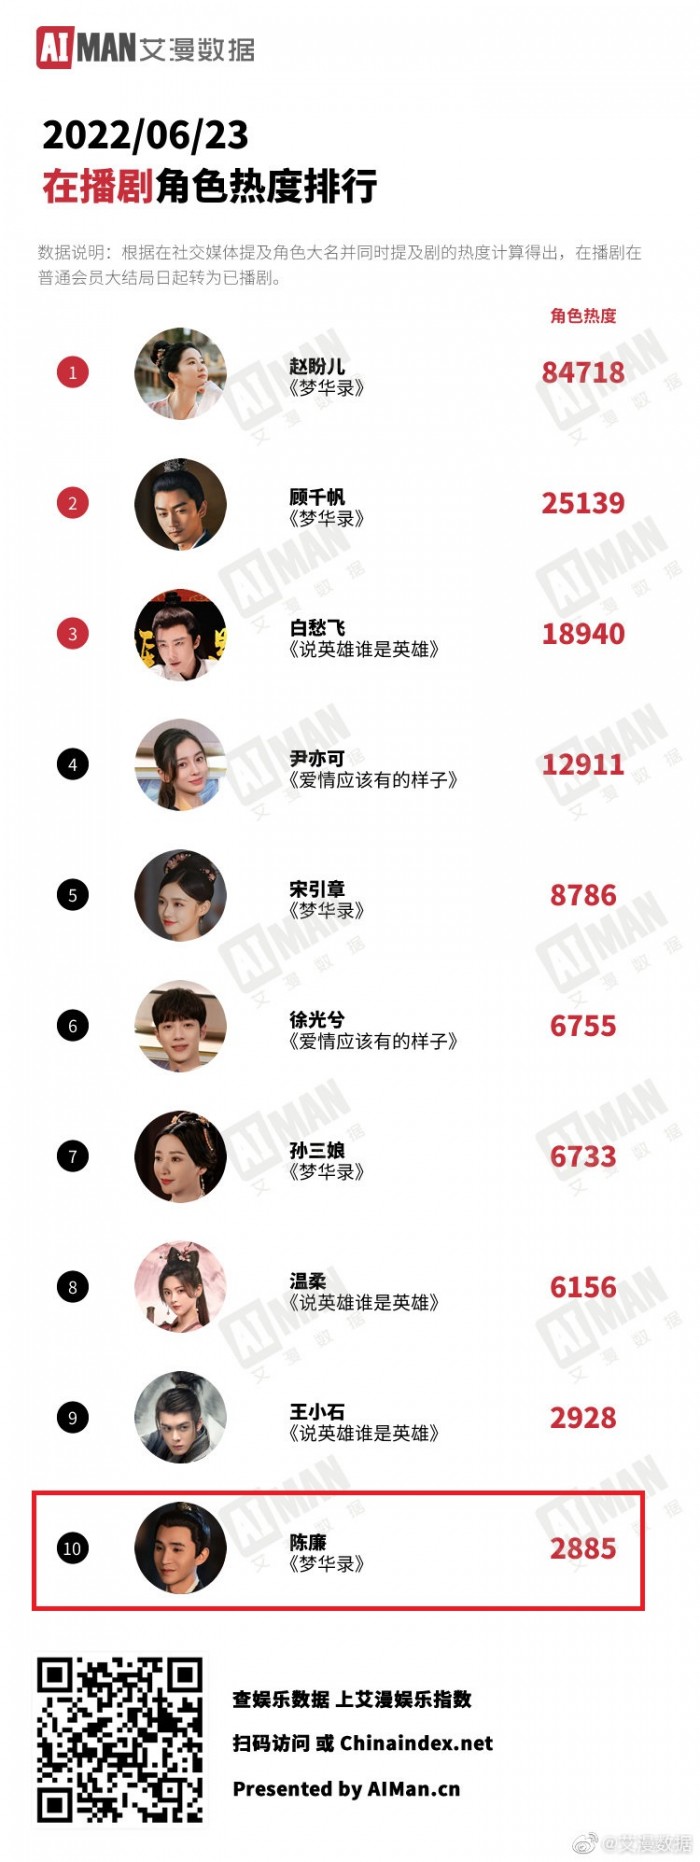 AIMAN艾漫数据
2022/06/23
在播剧角色热度排行
数据说明：根据在社交媒体提及角色大名并同时提及剧的热度计算得出，在播剧在
普通会员大结局日起转为已播剧。
角色热度
1
赵盼儿
《梦华录》
84718
2
顾千帆
《梦华录》
25139
3
白愁飞
《说英雄谁是英雄》
18940
4
尹亦可
《爱情应该有的样子》
12911
5
宋引章
《梦华录》
8786
6
徐光兮
《爱情应该有的样子》
6755
7
孙三娘
《梦华录》
6733
8
温柔
《说英雄谁是英雄》
6156
9
王小石
《说英雄谁是英雄》
2928
10
陈廉
《梦华录》
2885
查娱乐数据 上艾漫娱乐指数
扫码访问 或 Chinaindex.net
Presented by AIMan.cn
@艾漫数据